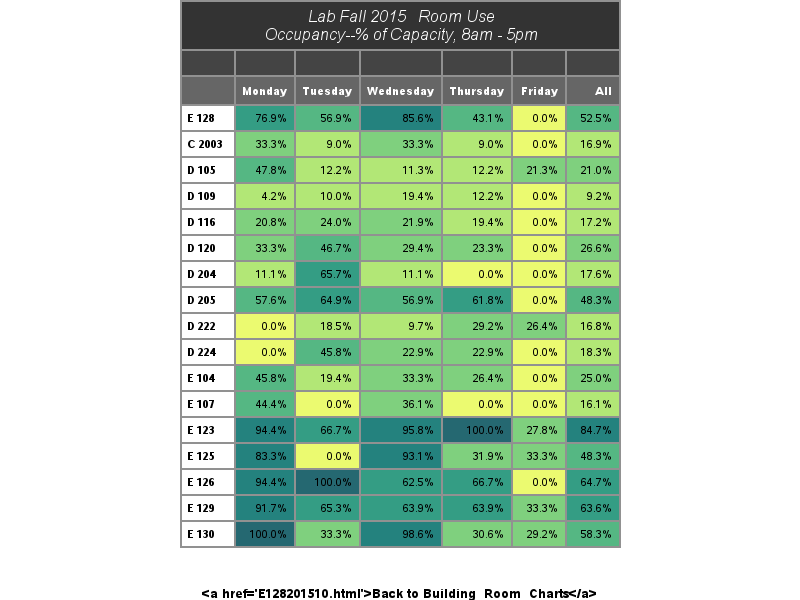 Lab Fall 2015 Room Use
Occupancy--% of Capacity, 8am - 5pm
Monday Tuesday Wednesday Thursday Friday All
E 128 76.9% 56.9% 85.6% 43.1% 0.0% 52.5%
C 2003 33.3% 9.0% 33.3% 9.0% 0.0% 16.9%
D 105 47.8% 12.2% 11.3% 12.2% 21.3% 21.0%
D 109 4.2% 10.0% 19.4% 12.2% 0.0% 9.2%
D 116 20.8% 24.0% 21.9% 19.4% 0.0% 17.2%
D 120 33.3% 46.7% 29.4% 23.3% 0.0% 26.6%
D 204 11.1% 65.7% 11.1% 0.0% 0.0% 17.6%
D 205 57.6% 64.9% 56.9% 61.8% 0.0% 48.3%
D 222 0.0% 18.5% 9.7% 29.2% 26.4% 16.8%
D 224 0.0% 45.8% 22.9% 22.9% 0.0% 18.3%
E 104 45.8% 19.4% 33.3% 26.4% 0.0% 25.0%
E 107 44.4% 0.0% 36.1% 0.0% 0.0% 16.1%
E 123 94.4% 66.7% 95.8% 100.0% 27.8% 84.7%
E 125 83.3% 0.0% 93.1% 31.9% 33.3% 48.3%
E 126 94.4% 100.0% 62.5% 66.7% 0.0% 64.7%
E 129 91.7% 65.3% 63.9% 63.9% 33.3% 63.6%
E 130 100.0% 33.3% 98.6% 30.6% 29.2% 58.3%
<a href='E128201510.html'>Back to Building_Room_Charts</a>